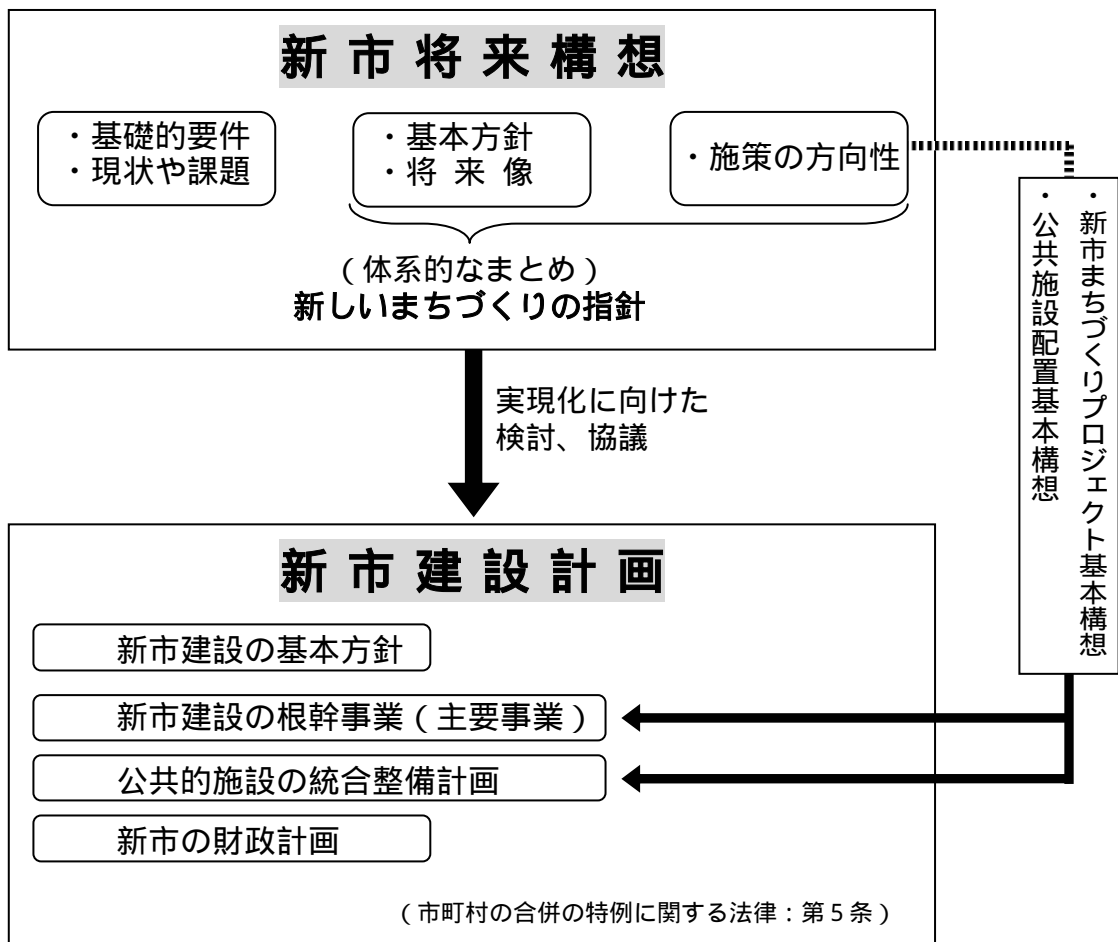 新市将来構想
・基礎的要件
・現状や課題
・基本方針
・将来像
・施策の方向性
（体系的なまとめ）
新しいまちづくりの指針
・新市まちづくりプロジェクト基本構想
・公共施設配置基本構想
実現化に向けた
検討、協議
新市建設計画
新市建設の基本方針
新市建設の根幹事業（主要事業）
公共的施設の統合整備計画
新市の財政計画
（市町村の合併の特例に関する法律：第５条）